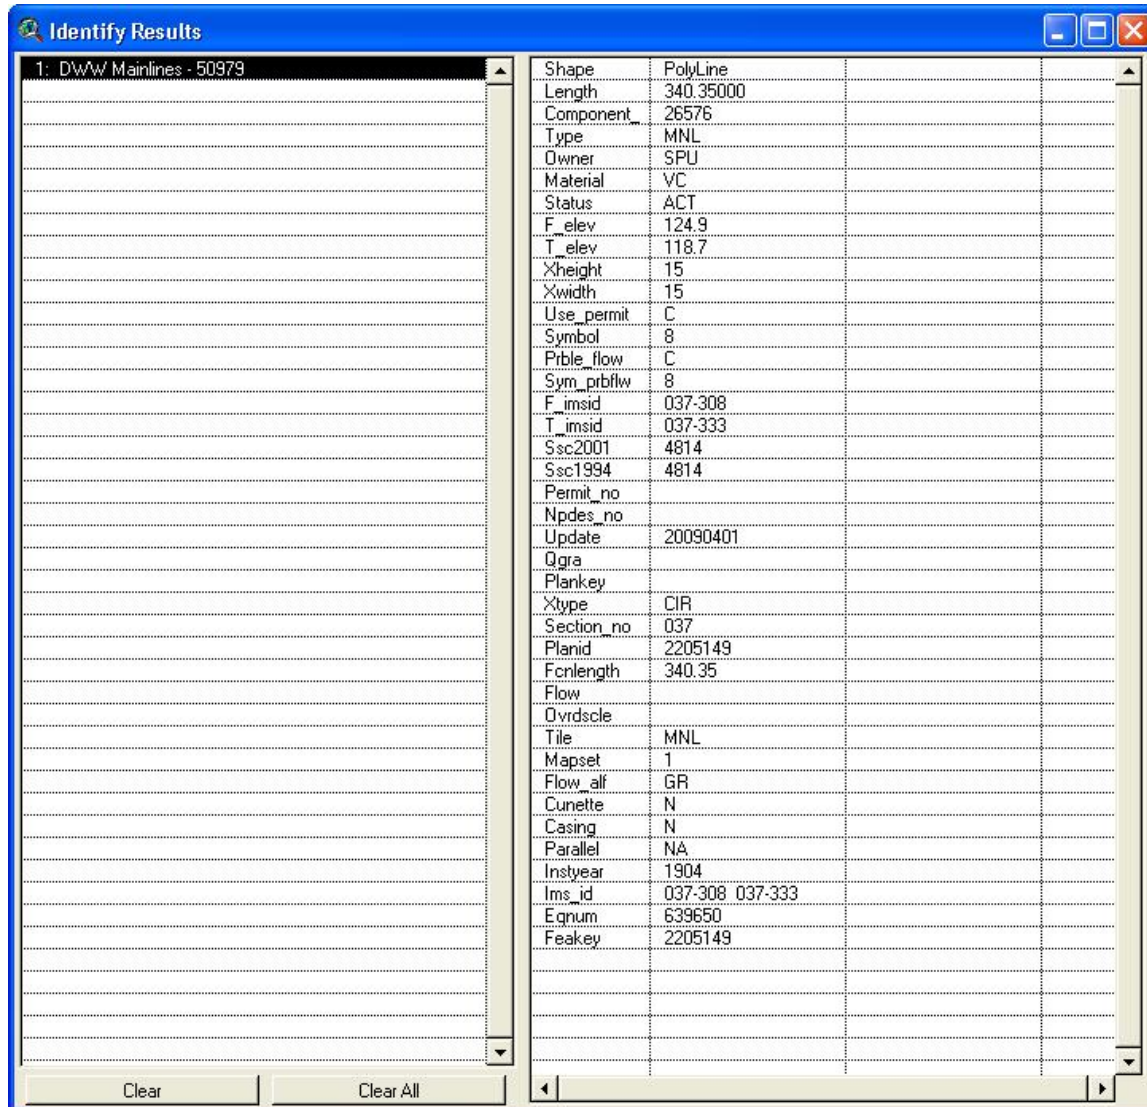 Identify Results
1: DWW Mainlines - 50979
Shape PolyLine
Length 340.35000
Component_ 26576
Type MNL
Owner SPU
Material VC
Status ACT
F_elev 124.9
T_elev 118.7
Xheight 15
Xwidth 15
Use_permit C
Symbol 8
Prble_flow C
Sym_prbflw 8
F_imsid 037-308
T_imsid 037-333
Ssc2001 4814
Ssc1994 4814
Permit_no
Npdes_no
Update 20090401
Qgra
Plankey
Xtype CIR
Section_no 037
Planid 2205149
Fcnlength 340.35
Flow
Ovrdscle
Tile MNL
Mapset 1
Flow_alf GR
Cunette N
Casing N
Parallel NA
Instyear 1904
Ims_id 037-308 037-333
Eqnum 639650
Feakey 2205149
Clear Clear All